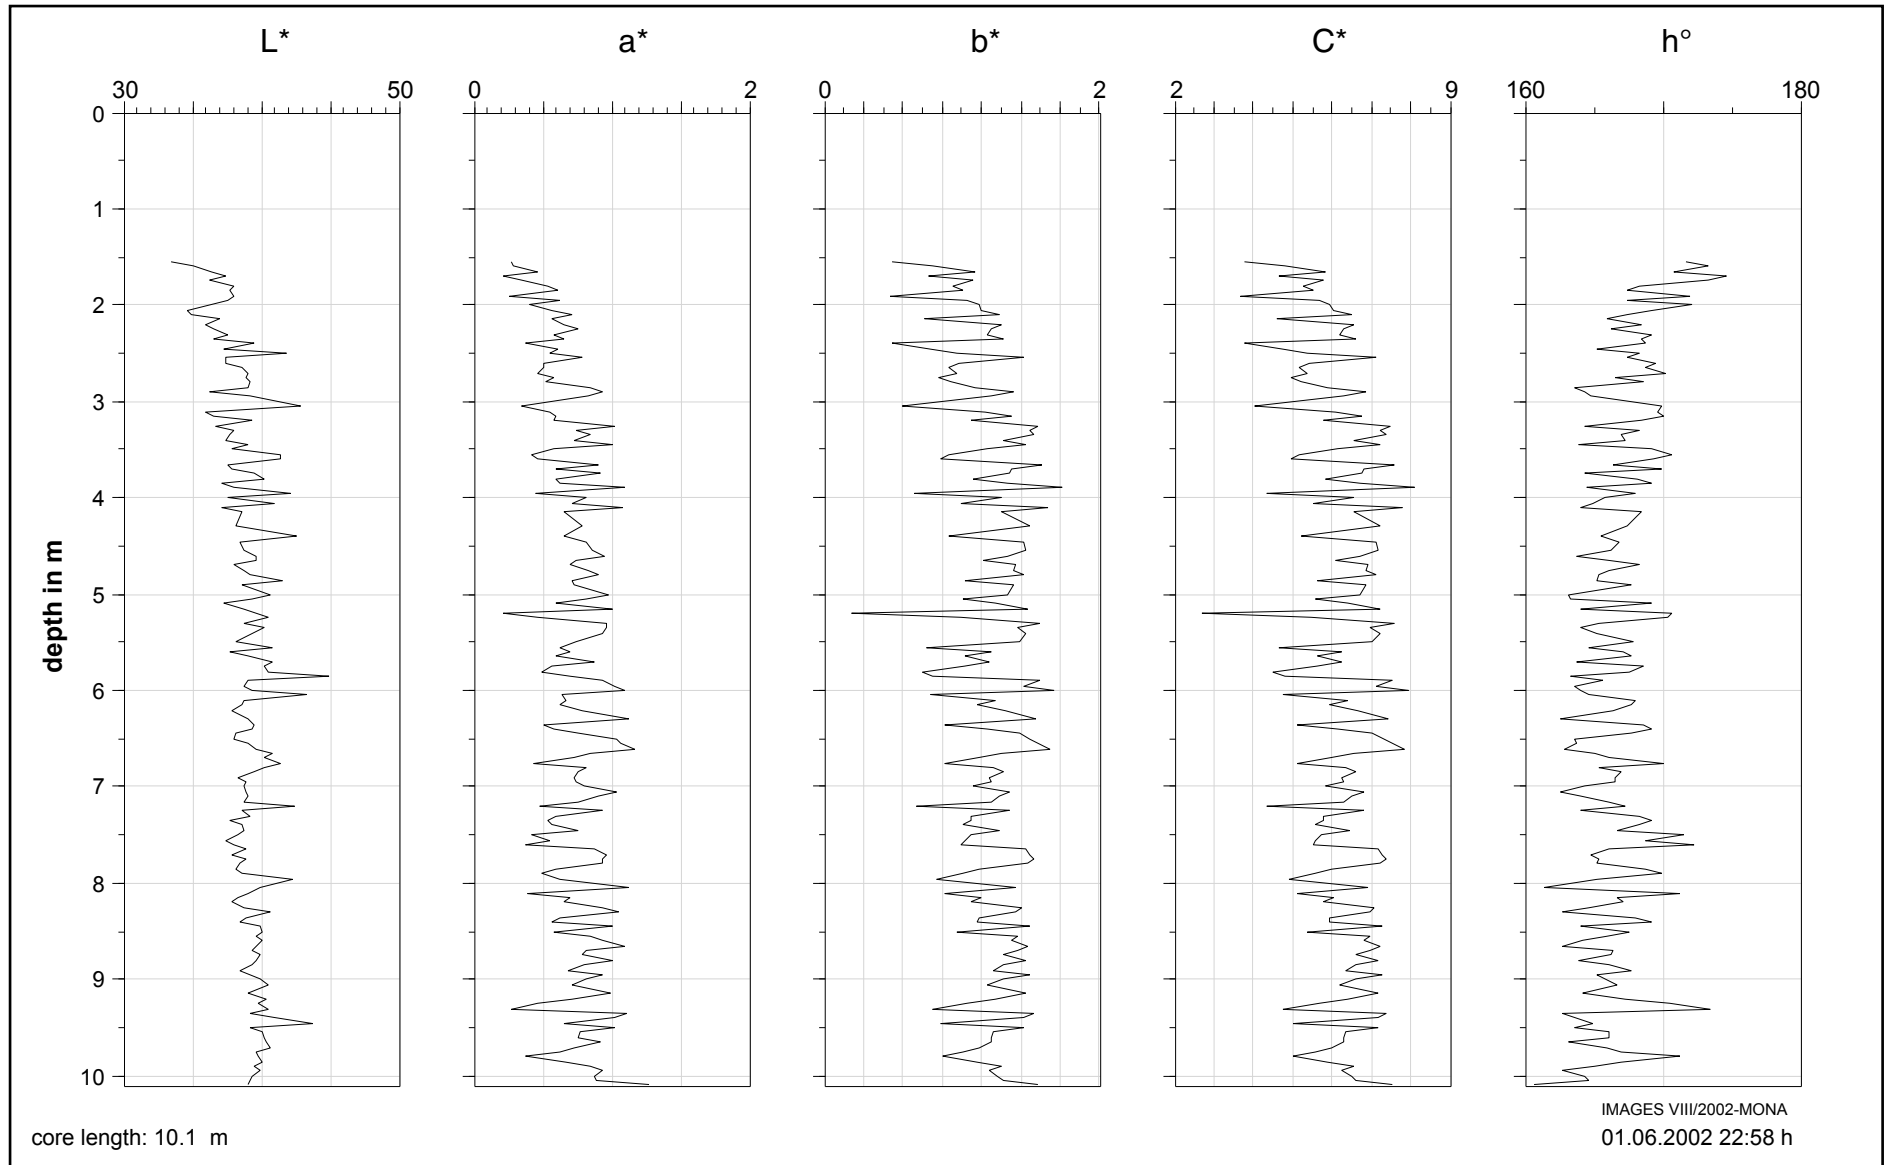 L* a* b* C* h°
30 50 0 2 0 2 2 9 160 180
0
1
2
3
4
5
6
7
8
9
10
depth in m
IMAGES VIII/2002-MONA
core length: 10.1 m 01.06.2002 22:58 h